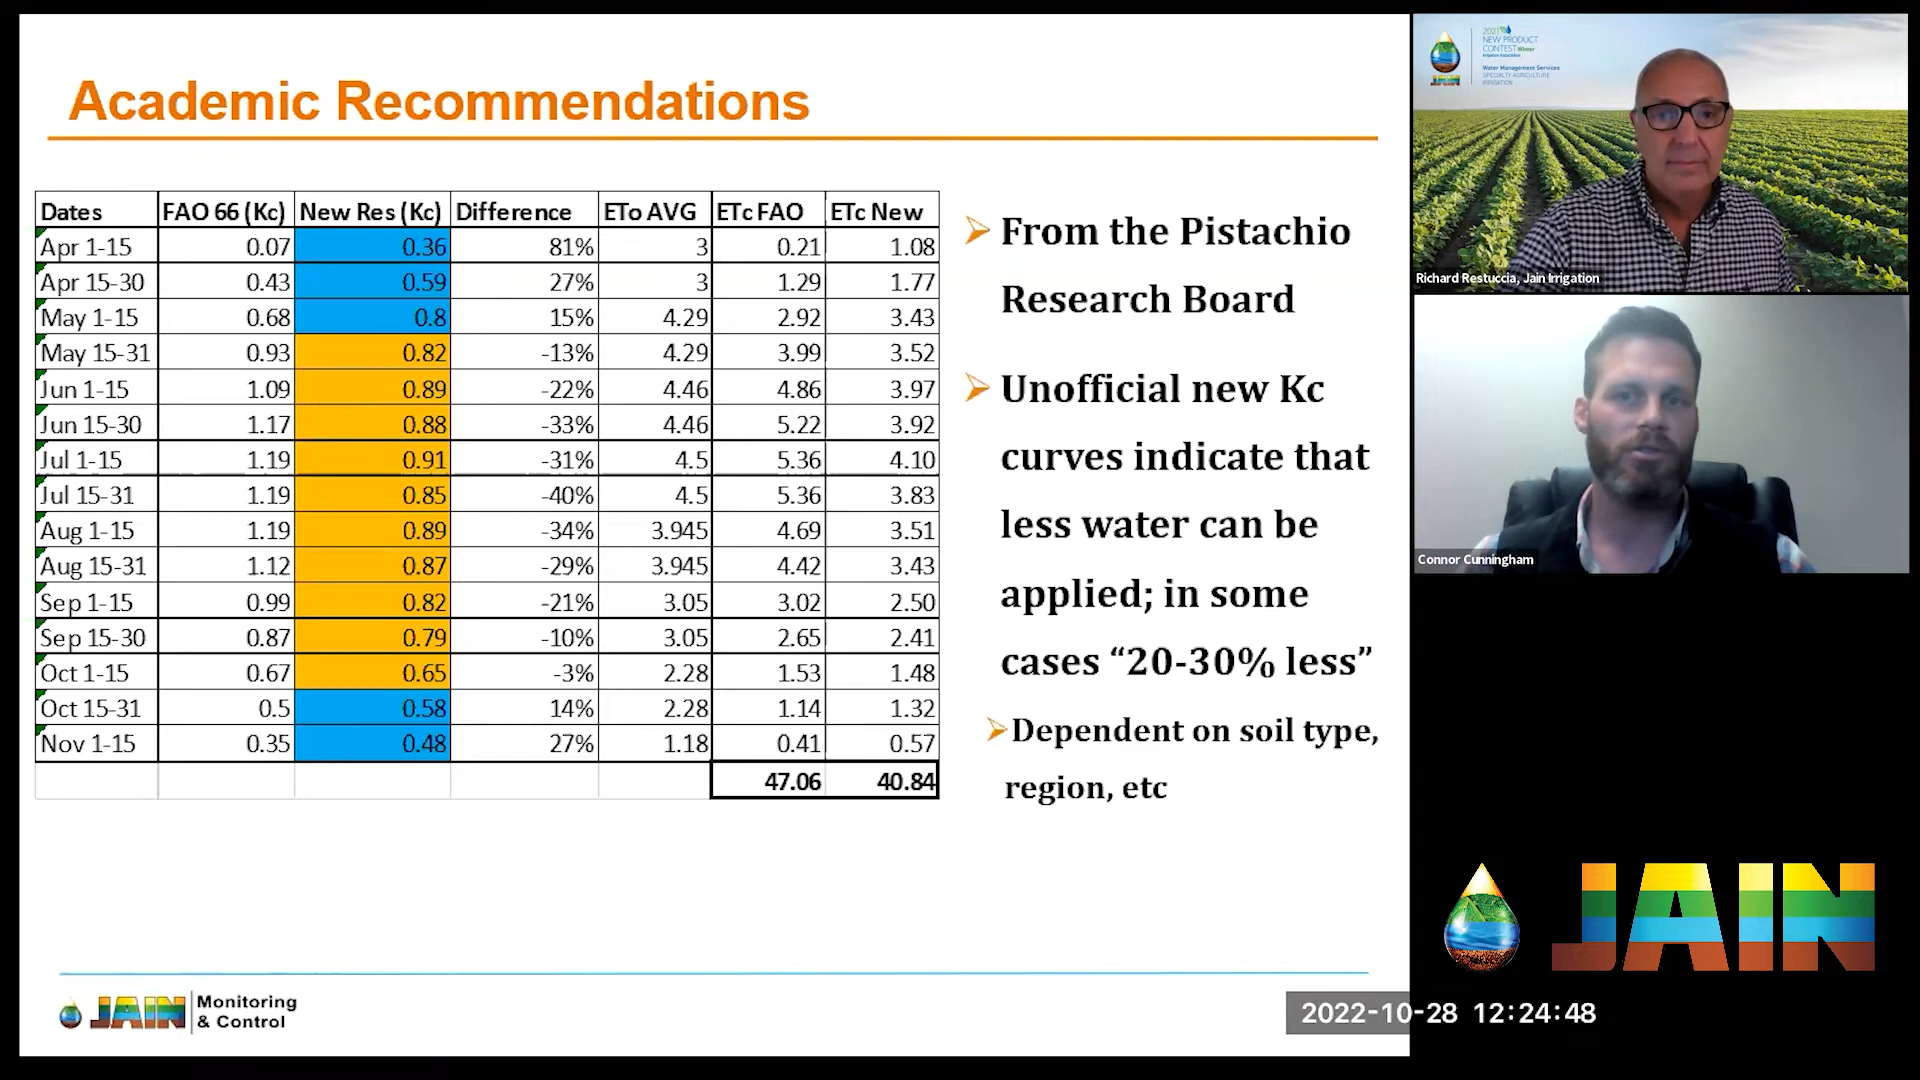 Academic Recommendations
Dates FAO 66 (Kc) New Res (Kc) Difference ETo AVG ETc FAO ETc New
Apr 1-15 0.07 0.36 81% 3 0.21 1.08
Apr 15-30 0.43 0.59 27% 3 1.29 1.77
May 1-15 0.68 0.8 15% 4.29 2.92 3.43
May 15-31 0.93 0.82 -13% 4.29 3.99 3.52
Jun 1-15 1.09 0.89 -22% 4.46 4.86 3.97
Jun 15-30 1.17 0.88 -33% 4.46 5.22 3.92
Jul 1-15 1.19 0.91 -31% 4.5 5.36 4.10
Jul 15-31 1.19 0.85 -40% 4.5 5.36 3.83
Aug 1-15 1.19 0.89 -34% 3.945 4.69 3.51
Aug 15-31 1.12 0.87 -29% 3.945 4.42 3.43
Sep 1-15 0.99 0.82 -21% 3.05 3.02 2.50
Sep 15-30 0.87 0.79 -10% 3.05 2.65 2.41
Oct 1-15 0.67 0.65 -3% 2.28 1.53 1.48
Oct 15-31 0.5 0.58 14% 2.28 1.14 1.32
Nov 1-15 0.35 0.48 27% 1.18 0.41 0.57
47.06 40.84
From the Pistachio
Research Board
Unofficial new Kc
curves indicate that
less water can be
applied; in some
cases “20-30% less”
Dependent on soil type,
region, etc
JAIN
Monitoring
& Control
2021
NEW PRODUCT
CONTEST Winner
Irrigation Association
Water Management Services
SPECIALTY AGRICULTURE
IRRIGATION
JAIN
Richard Restuccia, Jain Irrigation
Connor Cunningham
JAIN
2022-10-28 12:24:48